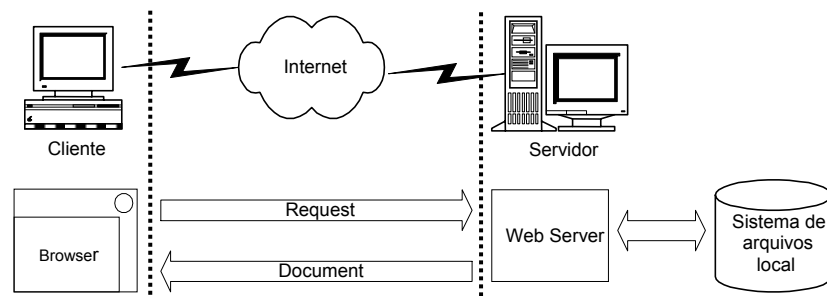 Internet
Cliente
Servidor
Request
Browser
Web Server
Sistema de
arquivos
local
Document